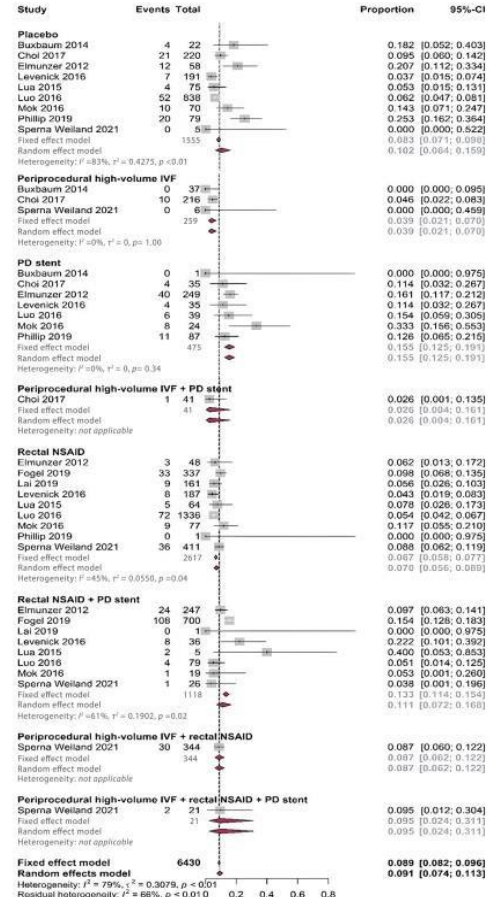 Study Events Total Proportion 95%-CI
Placebo
Buxbaum 2014 4 22 0.182 [0.052; 0.403]
Choi 2017 21 220 0.095 [0.060; 0.142]
Elmunzer 2012 12 58 0.207 [0.112; 0.334]
Levenick 2016 7 191 0.037 [0.015; 0.074]
Lua 2015 4 75 0.053 [0.015; 0.131]
Luo 2016 52 838 0.062 [0.047; 0.081]
Mok 2016 10 70 0.143 [0.071; 0.247]
Phillip 2019 20 79 0.253 [0.162; 0.364]
Sperna Weiland 2021 0 5 0.000 [0.000; 0.522]
Fixed effect model 1555 0.083 [0.071; 0.098]
Random effect model 0.102 [0.064; 0.159]
Heterogeneity: I² =83%, τ² = 0.4275, p <0.01
Periprocedural high-volume IVF
Buxbaum 2014 0 37 0.000 [0.000; 0.095]
Choi 2017 10 216 0.046 [0.022; 0.083]
Sperna Weiland 2021 0 6 0.000 [0.000; 0.459]
Fixed effect model 259 0.039 [0.021; 0.070]
Random effect model 0.039 [0.021; 0.070]
Heterogeneity: I² =0%, τ² = 0, p= 1.00
PD stent
Buxbaum 2014 0 1 0.000 [0.000; 0.975]
Choi 2017 4 35 0.114 [0.032; 0.267]
Elmunzer 2012 40 249 0.161 [0.117; 0.212]
Levenick 2016 4 35 0.114 [0.032; 0.267]
Luo 2016 6 39 0.154 [0.059; 0.305]
Mok 2016 8 24 0.333 [0.156; 0.553]
Phillip 2019 11 87 0.126 [0.065; 0.215]
Fixed effect model 475 0.155 [0.125; 0.191]
Random effect model 0.155 [0.125; 0.191]
Heterogeneity: I² =0%, τ² = 0, p= 0.34
Periprocedural high-volume IVF + PD stent
Choi 2017 1 41 0.026 [0.001; 0.135]
Fixed effect model 41 0.026 [0.004; 0.161]
Random effect model 0.026 [0.004; 0.161]
Heterogeneity: not applicable
Rectal NSAID
Elmunzer 2012 3 48 0.062 [0.013; 0.172]
Fogel 2019 33 337 0.098 [0.068; 0.135]
Lai 2019 9 161 0.056 [0.026; 0.103]
Levenick 2016 8 187 0.043 [0.019; 0.083]
Lua 2015 5 64 0.078 [0.026; 0.173]
Luo 2016 72 1336 0.054 [0.042; 0.067]
Mok 2016 9 77 0.117 [0.055; 0.210]
Phillip 2019 0 1 0.000 [0.000; 0.975]
Sperna Weiland 2021 36 411 0.088 [0.062; 0.119]
Fixed effect model 2617 0.067 [0.058; 0.077]
Random effect model 0.070 [0.056; 0.089]
Heterogeneity: I² =45%, τ² = 0.0550, p =0.04
Rectal NSAID + PD stent
Elmunzer 2012 24 247 0.097 [0.063; 0.141]
Fogel 2019 108 700 0.154 [0.128; 0.183]
Lai 2019 0 1 0.000 [0.000; 0.975]
Levenick 2016 8 36 0.222 [0.101; 0.392]
Lua 2015 2 5 0.400 [0.053; 0.853]
Luo 2016 4 79 0.051 [0.014; 0.125]
Mok 2016 1 19 0.053 [0.001; 0.260]
Sperna Weiland 2021 1 26 0.038 [0.001; 0.196]
Fixed effect model 1118 0.133 [0.114; 0.154]
Random effect model 0.111 [0.072; 0.168]
Heterogeneity: I² =61%, τ² = 0.1902, p =0.02
Periprocedural high-volume IVF + rectal NSAID
Sperna Weiland 2021 30 344 0.087 [0.060; 0.122]
Fixed effect model 344 0.087 [0.062; 0.122]
Random effect model 0.087 [0.062; 0.122]
Heterogeneity: not applicable
Periprocedural high-volume IVF + rectal NSAID + PD stent
Sperna Weiland 2021 2 21 0.095 [0.012; 0.304]
Fixed effect model 21 0.095 [0.024; 0.311]
Random effect model 0.095 [0.024; 0.311]
Heterogeneity: not applicable
Fixed effect model 6430 0.089 [0.082; 0.096]
Random effects model 0.091 [0.074; 0.113]
Heterogeneity: I² = 79%, τ² = 0.3079, p < 0.01
Residual heterogeneity: I² = 66%, p < 0.01 0 0.2 0.4 0.6 0.8